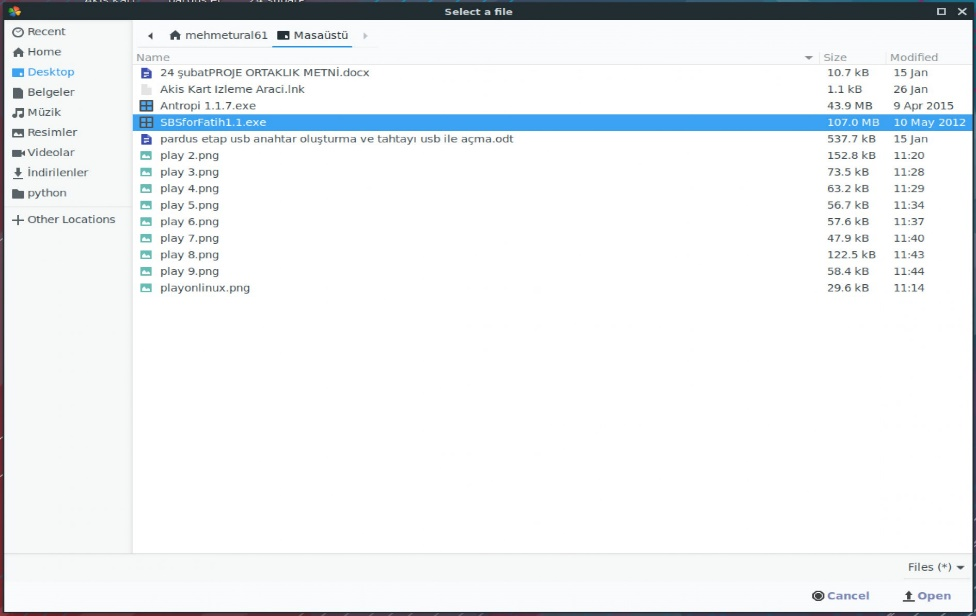 Select a file
Recent
Home
Desktop
Belgeler
Müzik
Resimler
Videolar
İndirilenler
python
Other Locations
mehmetural61 Masaüstü
Name Size Modified
24 şubatPROJE ORTAKLIK METNİ.docx 10.7 kB 15 Jan
Akis Kart Izleme Araci.lnk 1.1 kB 26 Jan
Antropi 1.1.7.exe 43.9 MB 9 Apr 2015
SBSforFatih1.1.exe 107.0 MB 10 May 2012
pardus etap usb anahtar oluşturma ve tahtayı usb ile açma.odt 537.7 kB 15 Jan
play 2.png 152.8 kB 11:20
play 3.png 73.5 kB 11:28
play 4.png 63.2 kB 11:29
play 5.png 56.7 kB 11:34
play 6.png 57.6 kB 11:37
play 7.png 47.9 kB 11:40
play 8.png 122.5 kB 11:43
play 9.png 58.4 kB 11:44
playonlinux.png 29.6 kB 11:14
Files (*)
Cancel Open